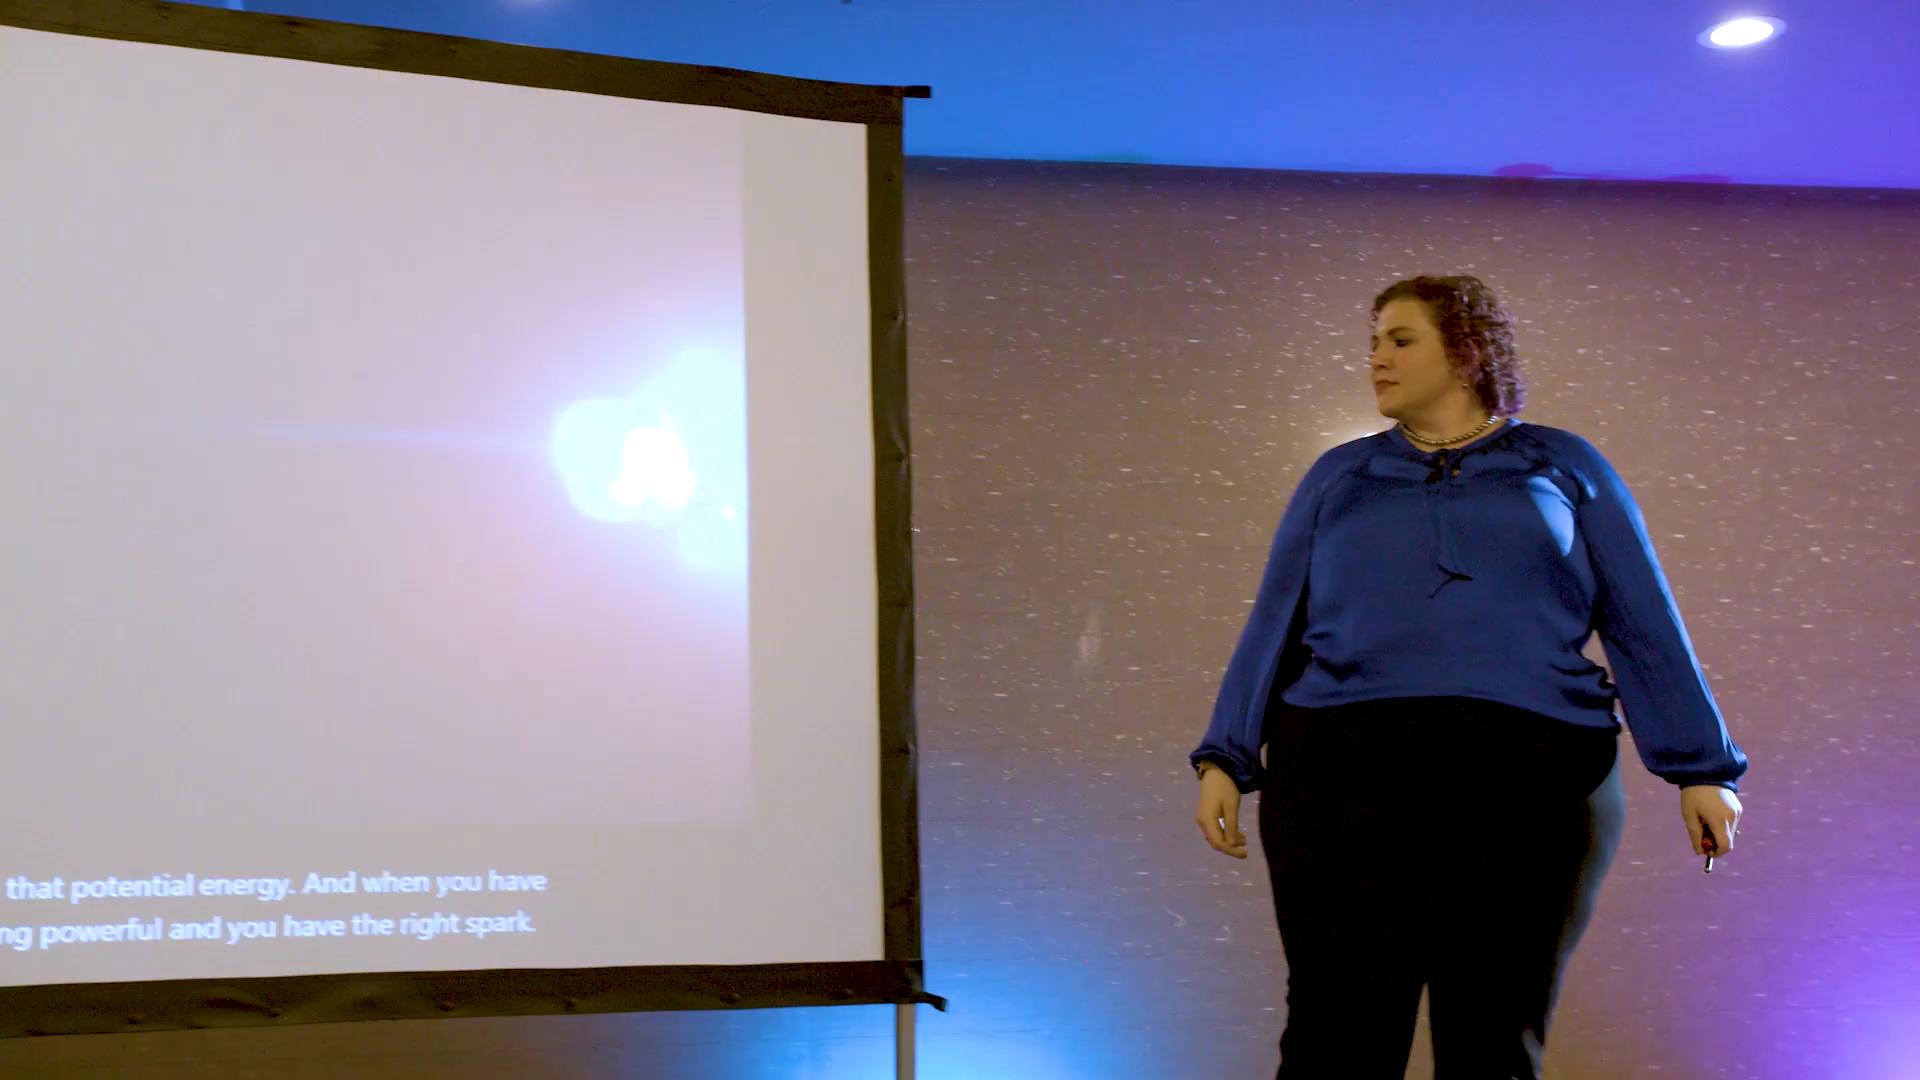 that potential energy. And when you have
ng powerful and you have the right spark.